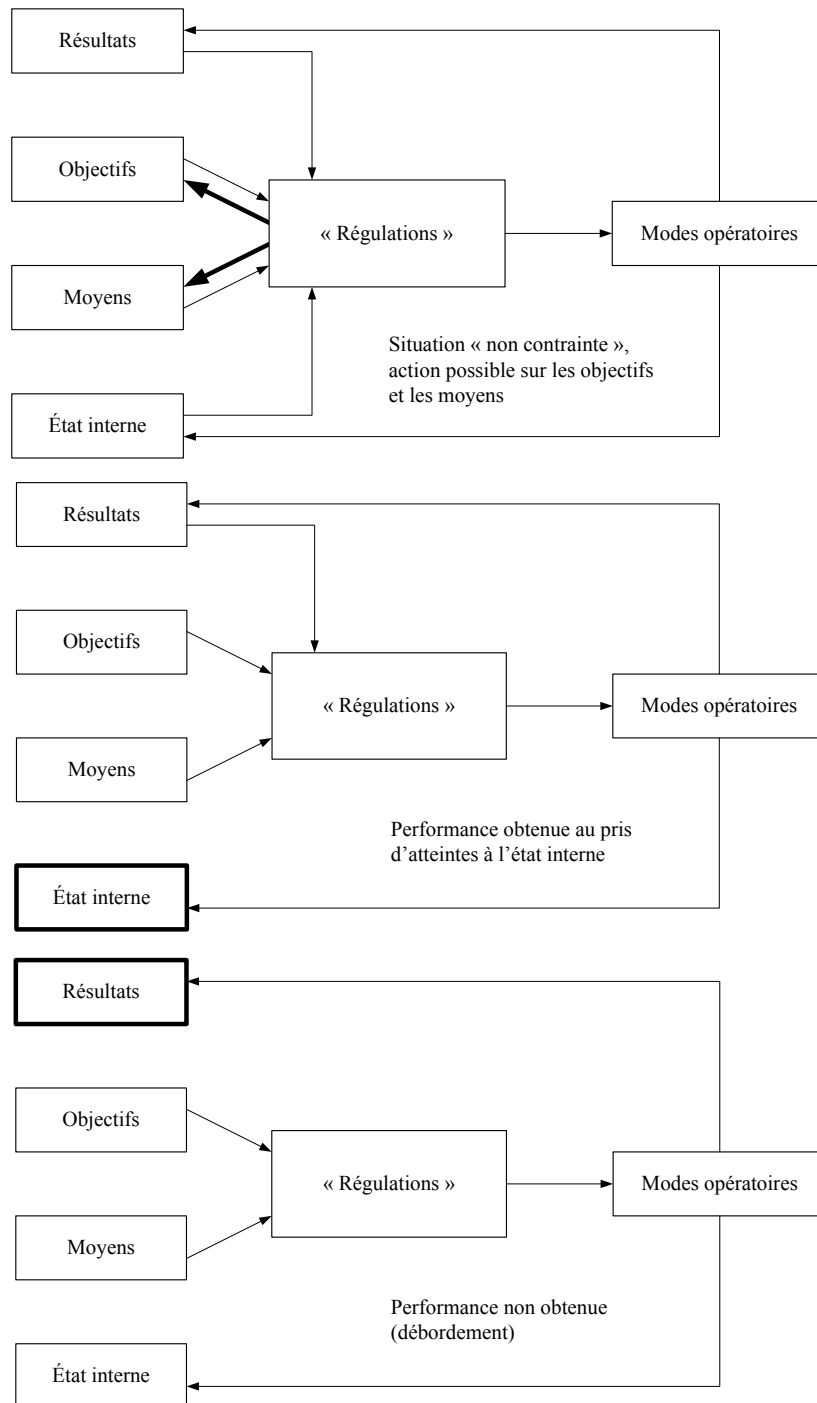 Résultats
Objectifs
« Régulations »
Modes opératoires
Moyens
Situation « non contrainte »,
action possible sur les objectifs
et les moyens
État interne
Résultats
Objectifs
« Régulations »
Modes opératoires
Moyens
Performance obtenue au pris
d’atteintes à l’état interne
État interne
Résultats
Objectifs
« Régulations »
Modes opératoires
Moyens
Performance non obtenue
(débordement)
État interne